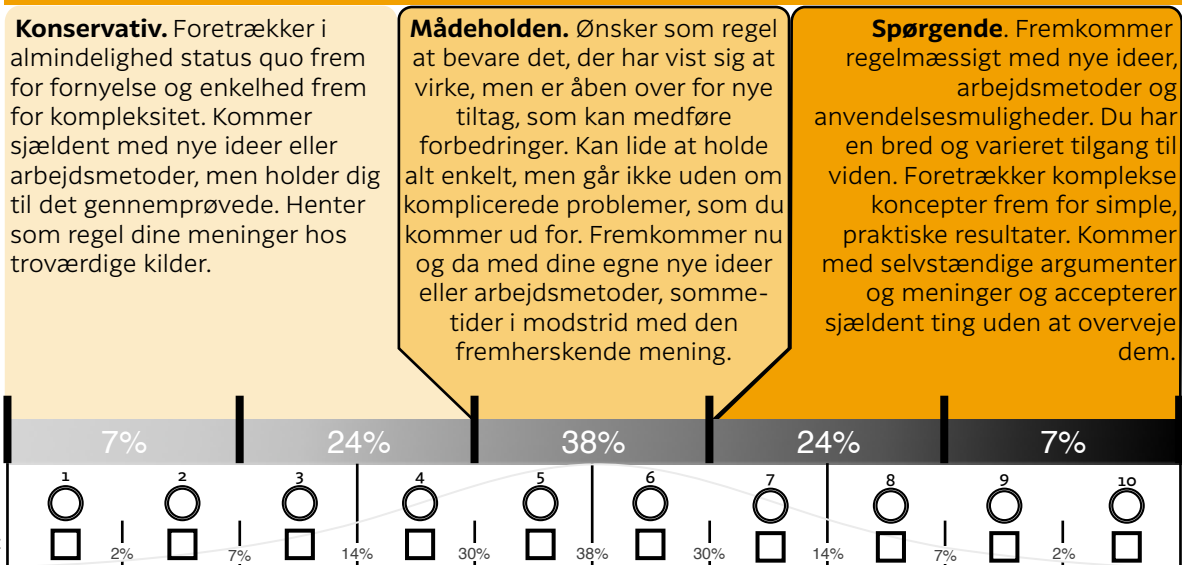 Konservativ. Foretrækker i
almindelighed status quo frem
for fornyelse og enkelhed frem
for kompleksitet. Kommer
sjældent med nye ideer eller
arbejdsmetoder, men holder dig
til det gennemprøvede. Henter
som regel dine meninger hos
troværdige kilder.
Mådeholden. Ønsker som regel
at bevare det, der har vist sig at
virke, men er åben over for nye
tiltag, som kan medføre
forbedringer. Kan lide at holde
alt enkelt, men går ikke uden om
komplicerede problemer, som du
kommer ud for. Fremkommer nu
og da med dine egne nye ideer
eller arbejdsmetoder, somme-
tider i modstrid med den
fremherskende mening.
Spørgende. Fremkommer
regelmæssigt med nye ideer,
arbejdsmetoder og
anvendelsesmuligheder. Du har
en bred og varieret tilgang til
viden. Foretrækker komplekse
koncepter frem for simple,
praktiske resultater. Kommer
med selvstændige argumenter
og meninger og accepterer
sjældent ting uden at overveje
dem.
7% 24% 38% 24% 7%
1 2 3 4 5 6 7 8 9 10
2% 7% 14% 30% 38% 30% 14% 7% 2%